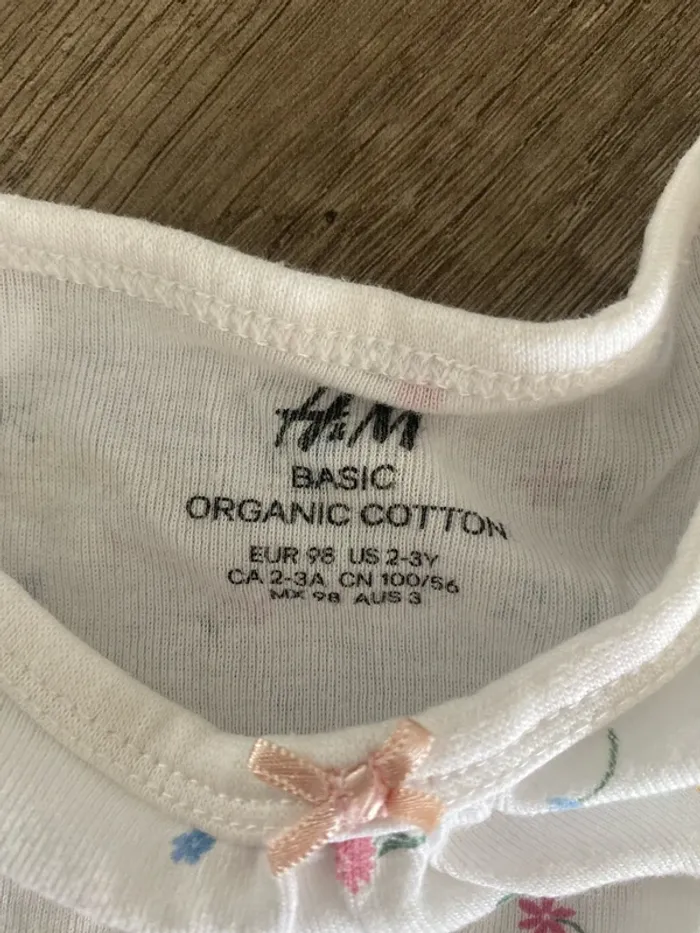 H&M
BASIC
ORGANIC COTTON
EUR 98 US 2-3Y
CA 2-3A CN 100/56
MX 98 AUS 3